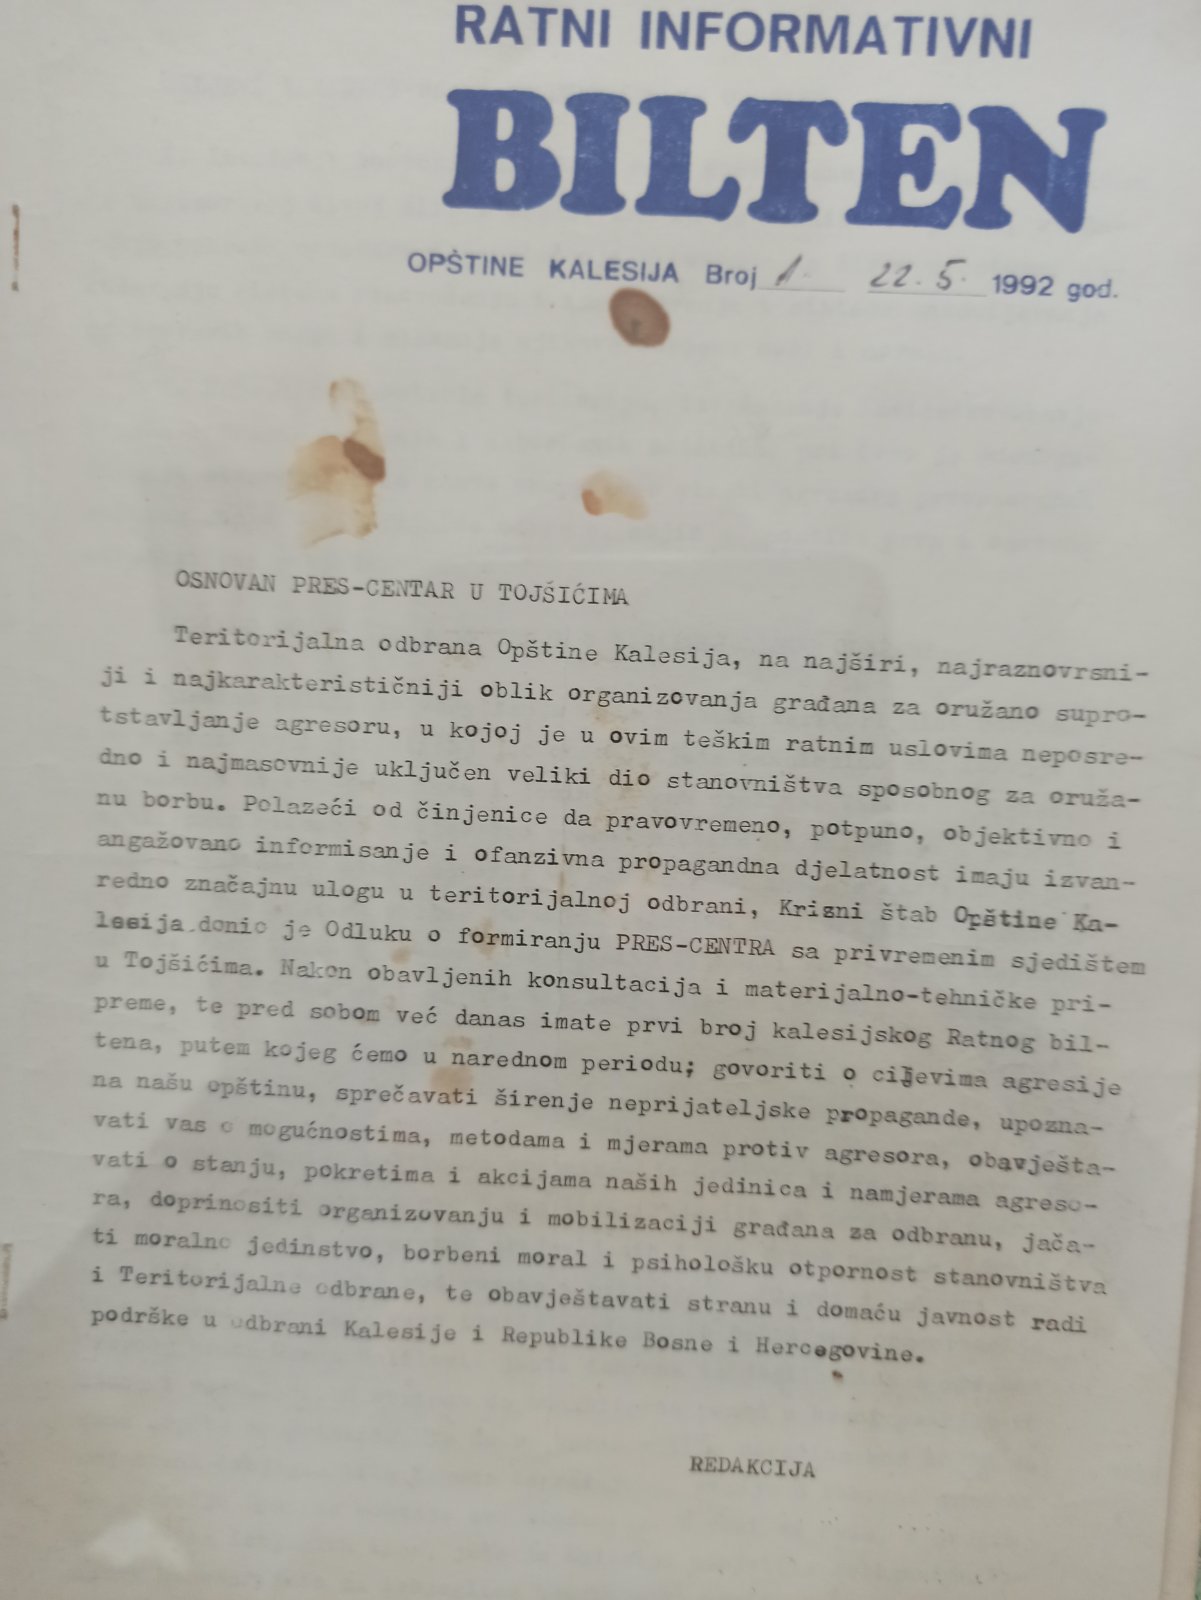 RATNI INFORMATIVNI
BILTEN
OPŠTINE KALESIJA Broj 1. 22.5. 1992 god.
OSNOVAN PRES-CENTAR U TOJŠIĆIMA
Teritorijalna odbrana Opštine Kalesija, na najširi, najraznovrsni-
ji i najkarakterističniji oblik organizovanja građana za oružano supro-
tstavljanje agresoru, u kojoj je u ovim teškim ratnim uslovima neposre-
dno i najmasovnije uključen veliki dio stanovništva sposobnog za oruža-
nu borbu. Polazeći od činjenice da pravovremeno, potpuno, objektivno i
angažovano informisanje i ofanzivna propagandna djelatnost imaju izvan-
redno značajnu ulogu u teritorijalnoj odbrani, Krizni štab Opštine Ka-
lesija donio je Odluku o formiranju PRES-CENTRA sa privremenim sjedištem
u Tojšićima. Nakon obavljenih konsultacija i materijalno-tehničke pri-
preme, te pred sobom već danas imate prvi broj kalesijskog Ratnog bil-
tena, putem kojeg ćemo u narednom periodu; govoriti o ciljevima agresije
na našu opštinu, sprečavati širenje neprijateljske propagande, upozna-
vati vas o mogućnostima, metodama i mjerama protiv agresora, obavješta-
vati o stanju, pokretima i akcijama naših jedinica i namjerama agreso-
ra, doprinositi organizovanju i mobilizaciji građana za odbranu, jača-
ti moralno jedinstvo, borbeni moral i psihološku otpornost stanovništva
i Teritorijalne odbrane, te obavještavati stranu i domaću javnost radi
podrške u odbrani Kalesije i Republike Bosne i Hercegovine.
REDAKCIJA